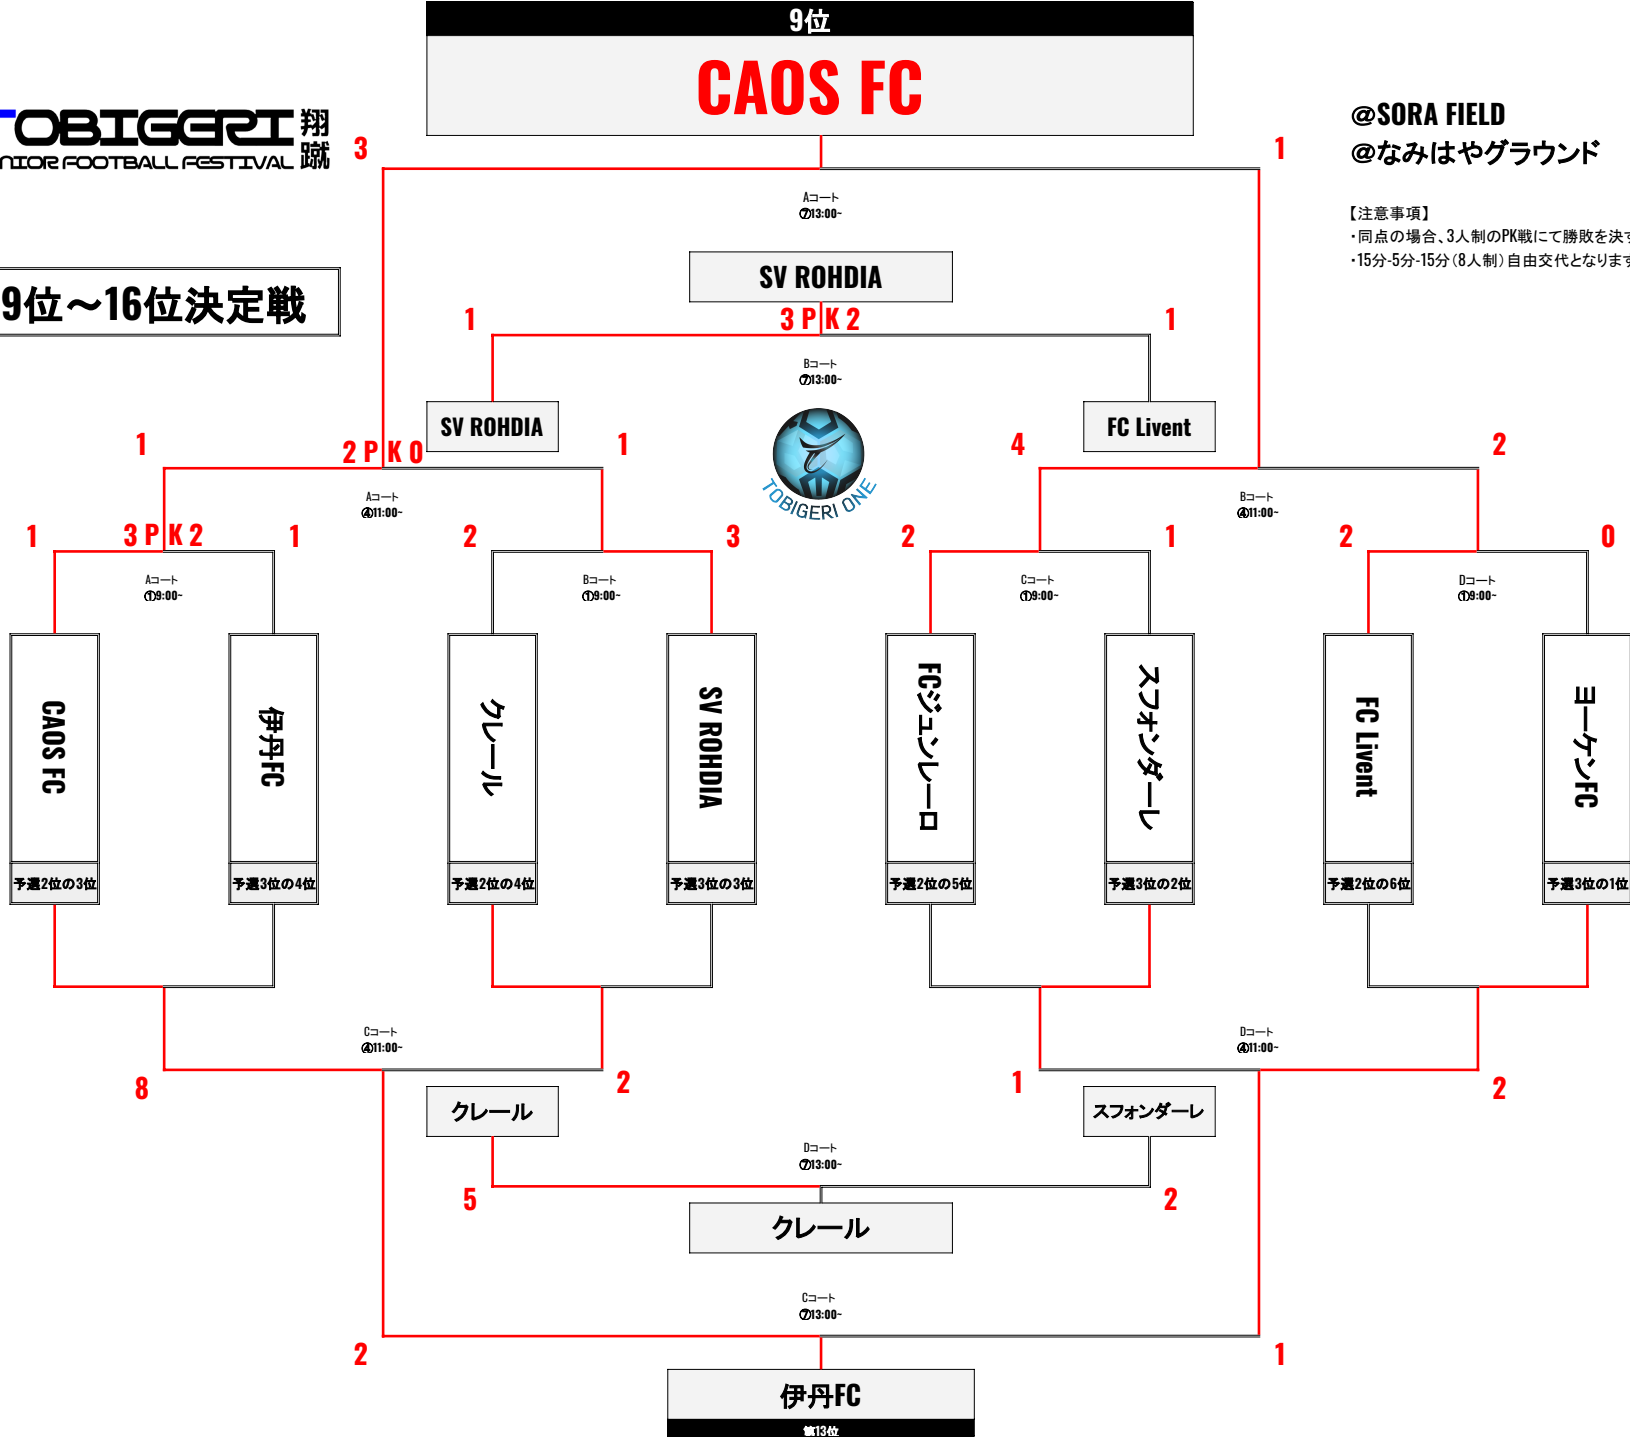 9位
CAOS FC
TOBIGERI 翔蹴
NIOR FOOTBALL FESTIVAL
@SORA FIELD
@なみはやグラウンド
【注意事項】
・同点の場合、3人制のPK戦にて勝敗を決す
・15分-5分-15分(8人制)自由交代となります
9位～16位決定戦
3
1
Aコート
⑦13:00~
SV ROHDIA
1
3 P K 2
1
Bコート
⑦13:00~
SV ROHDIA
FC Livent
TOBIGERI ONE
1
2 P K 0
1
4
2
Aコート
④11:00~
Bコート
④11:00~
1
3 P K 2
1
2
3
2
1
2
0
Aコート
①9:00~
Bコート
①9:00~
Cコート
①9:00~
Dコート
①9:00~
CAOS FC
伊丹FC
クレール
SV ROHDIA
FCジュンレーロ
スフォンダーレ
FC Livent
ヨーケンFC
予選2位の3位
予選3位の4位
予選2位の4位
予選3位の3位
予選2位の5位
予選3位の2位
予選2位の6位
予選3位の1位
Cコート
④11:00~
Dコート
④11:00~
8
2
1
2
クレール
スフォンダーレ
Dコート
⑦13:00~
5
2
クレール
Cコート
⑦13:00~
2
1
伊丹FC
第13位